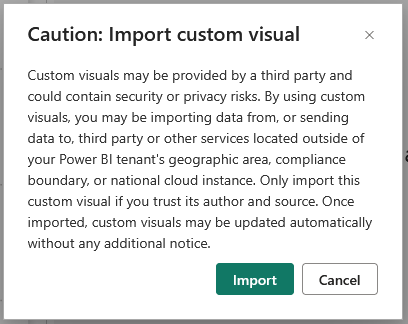 Caution: Import custom visual
Custom visuals may be provided by a third party and
could contain security or privacy risks. By using custom
visuals, you may be importing data from, or sending
data to, third party or other services located outside of
your Power BI tenant's geographic area, compliance
boundary, or national cloud instance. Only import this
custom visual if you trust its author and source. Once
imported, custom visuals may be updated automatically
without any additional notice.
Import
Cancel